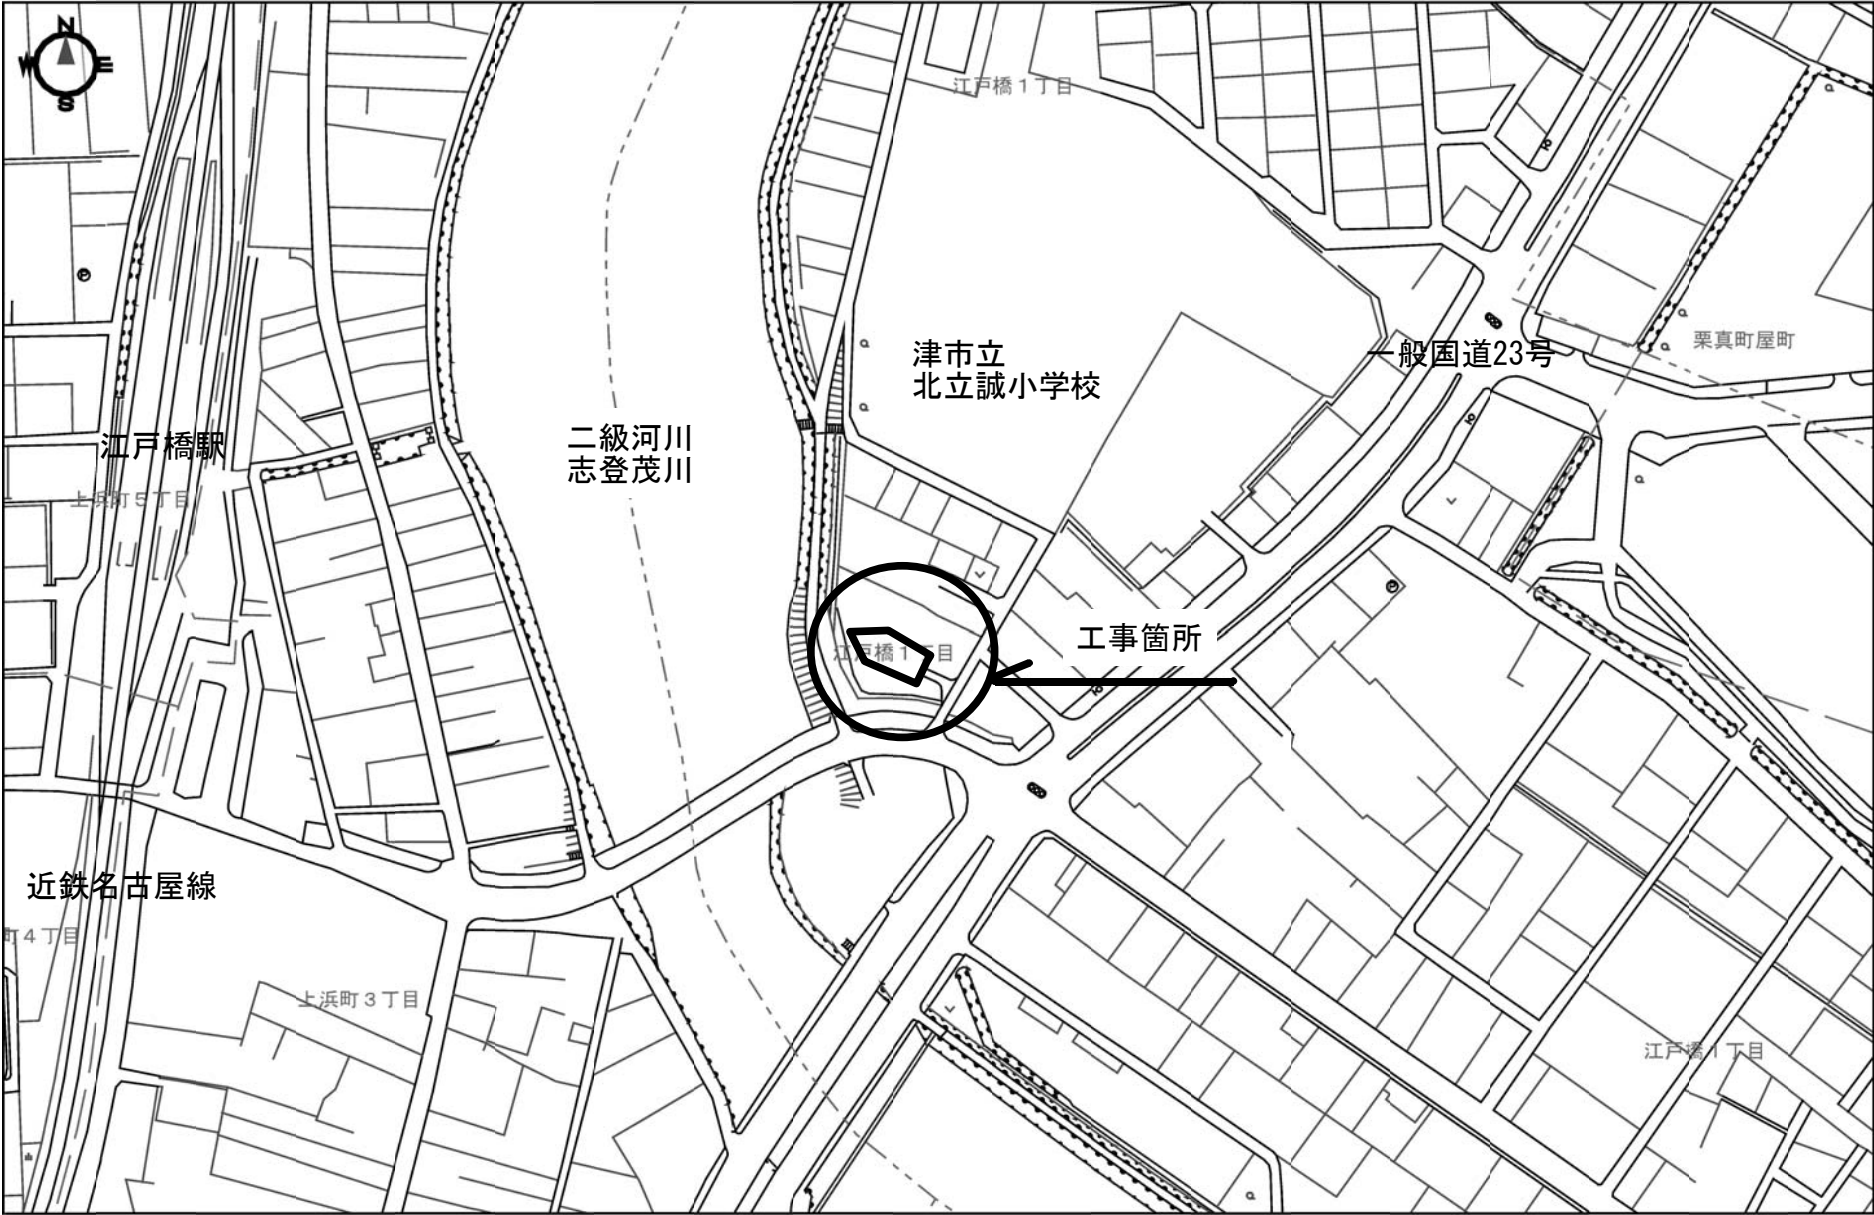 N
W E
S
江戸橋１丁目
津市立
北立誠小学校
一般国道23号
栗真町屋町
二級河川
志登茂川
江戸橋駅
上浜町５丁目
工事箇所
江戸橋１丁目
近鉄名古屋線
町４丁目
上浜町３丁目
江戸橋１丁目